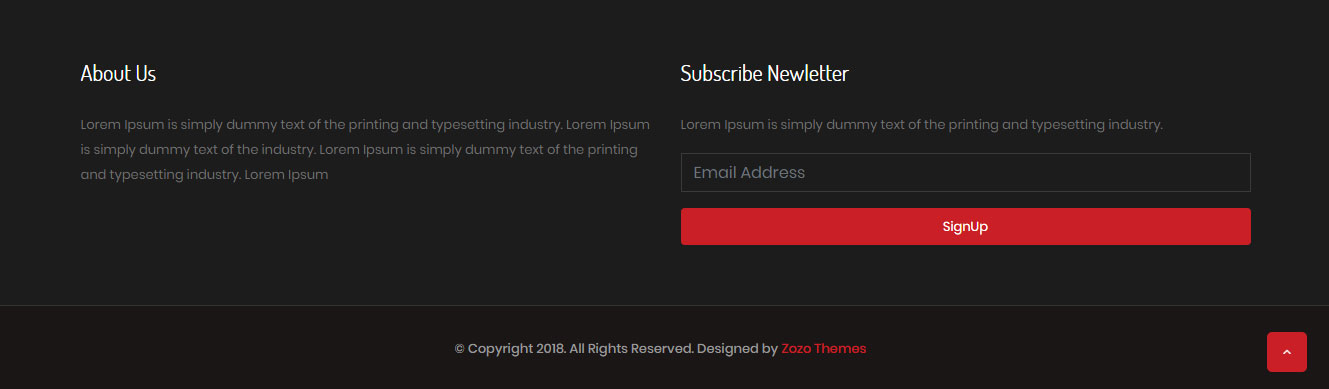 About Us
Lorem Ipsum is simply dummy text of the printing and typesetting industry. Lorem Ipsum
is simply dummy text of the industry. Lorem Ipsum is simply dummy text of the printing
and typesetting industry. Lorem Ipsum
Subscribe Newletter
Lorem Ipsum is simply dummy text of the printing and typesetting industry.
Email Address
SignUp
© Copyright 2018. All Rights Reserved. Designed by Zozo Themes